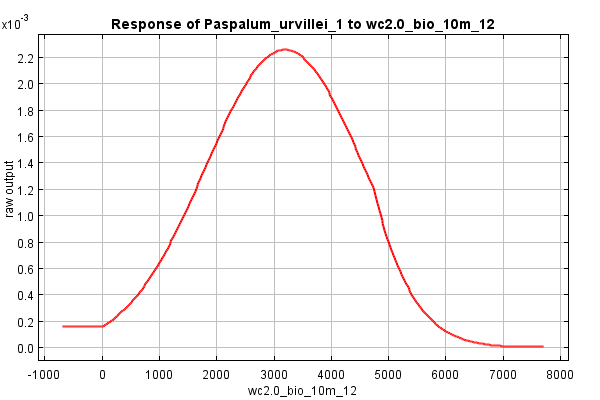 x10⁻³
Response of Paspalum_urvillei_1 to wc2.0_bio_10m_12
raw output
2.2
2.0
1.8
1.6
1.4
1.2
1.0
0.8
0.6
0.4
0.2
0.0
-1000 0 1000 2000 3000 4000 5000 6000 7000 8000
wc2.0_bio_10m_12